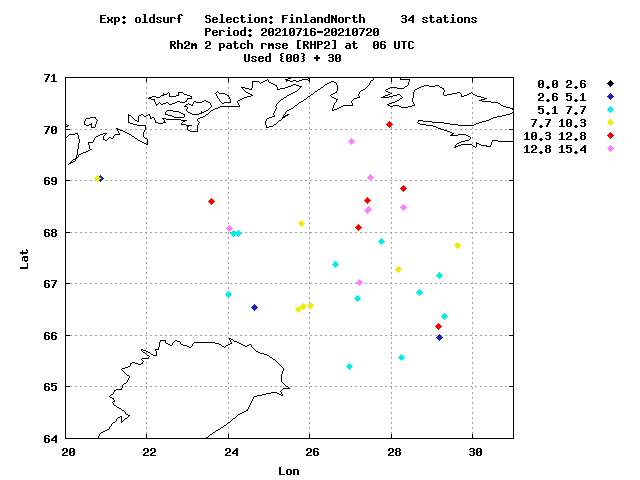 Exp: oldsurf   Selection: FinlandNorth     34 stations
Period: 20210716-20210720
Rh2m 2 patch rmse [RHP2] at  06 UTC
Used {00} + 30
71
70
69
68
67
66
65
64
Lat
20 22 24 26 28 30
Lon
0.0 2.6
2.6 5.1
5.1 7.7
7.7 10.3
10.3 12.8
12.8 15.4